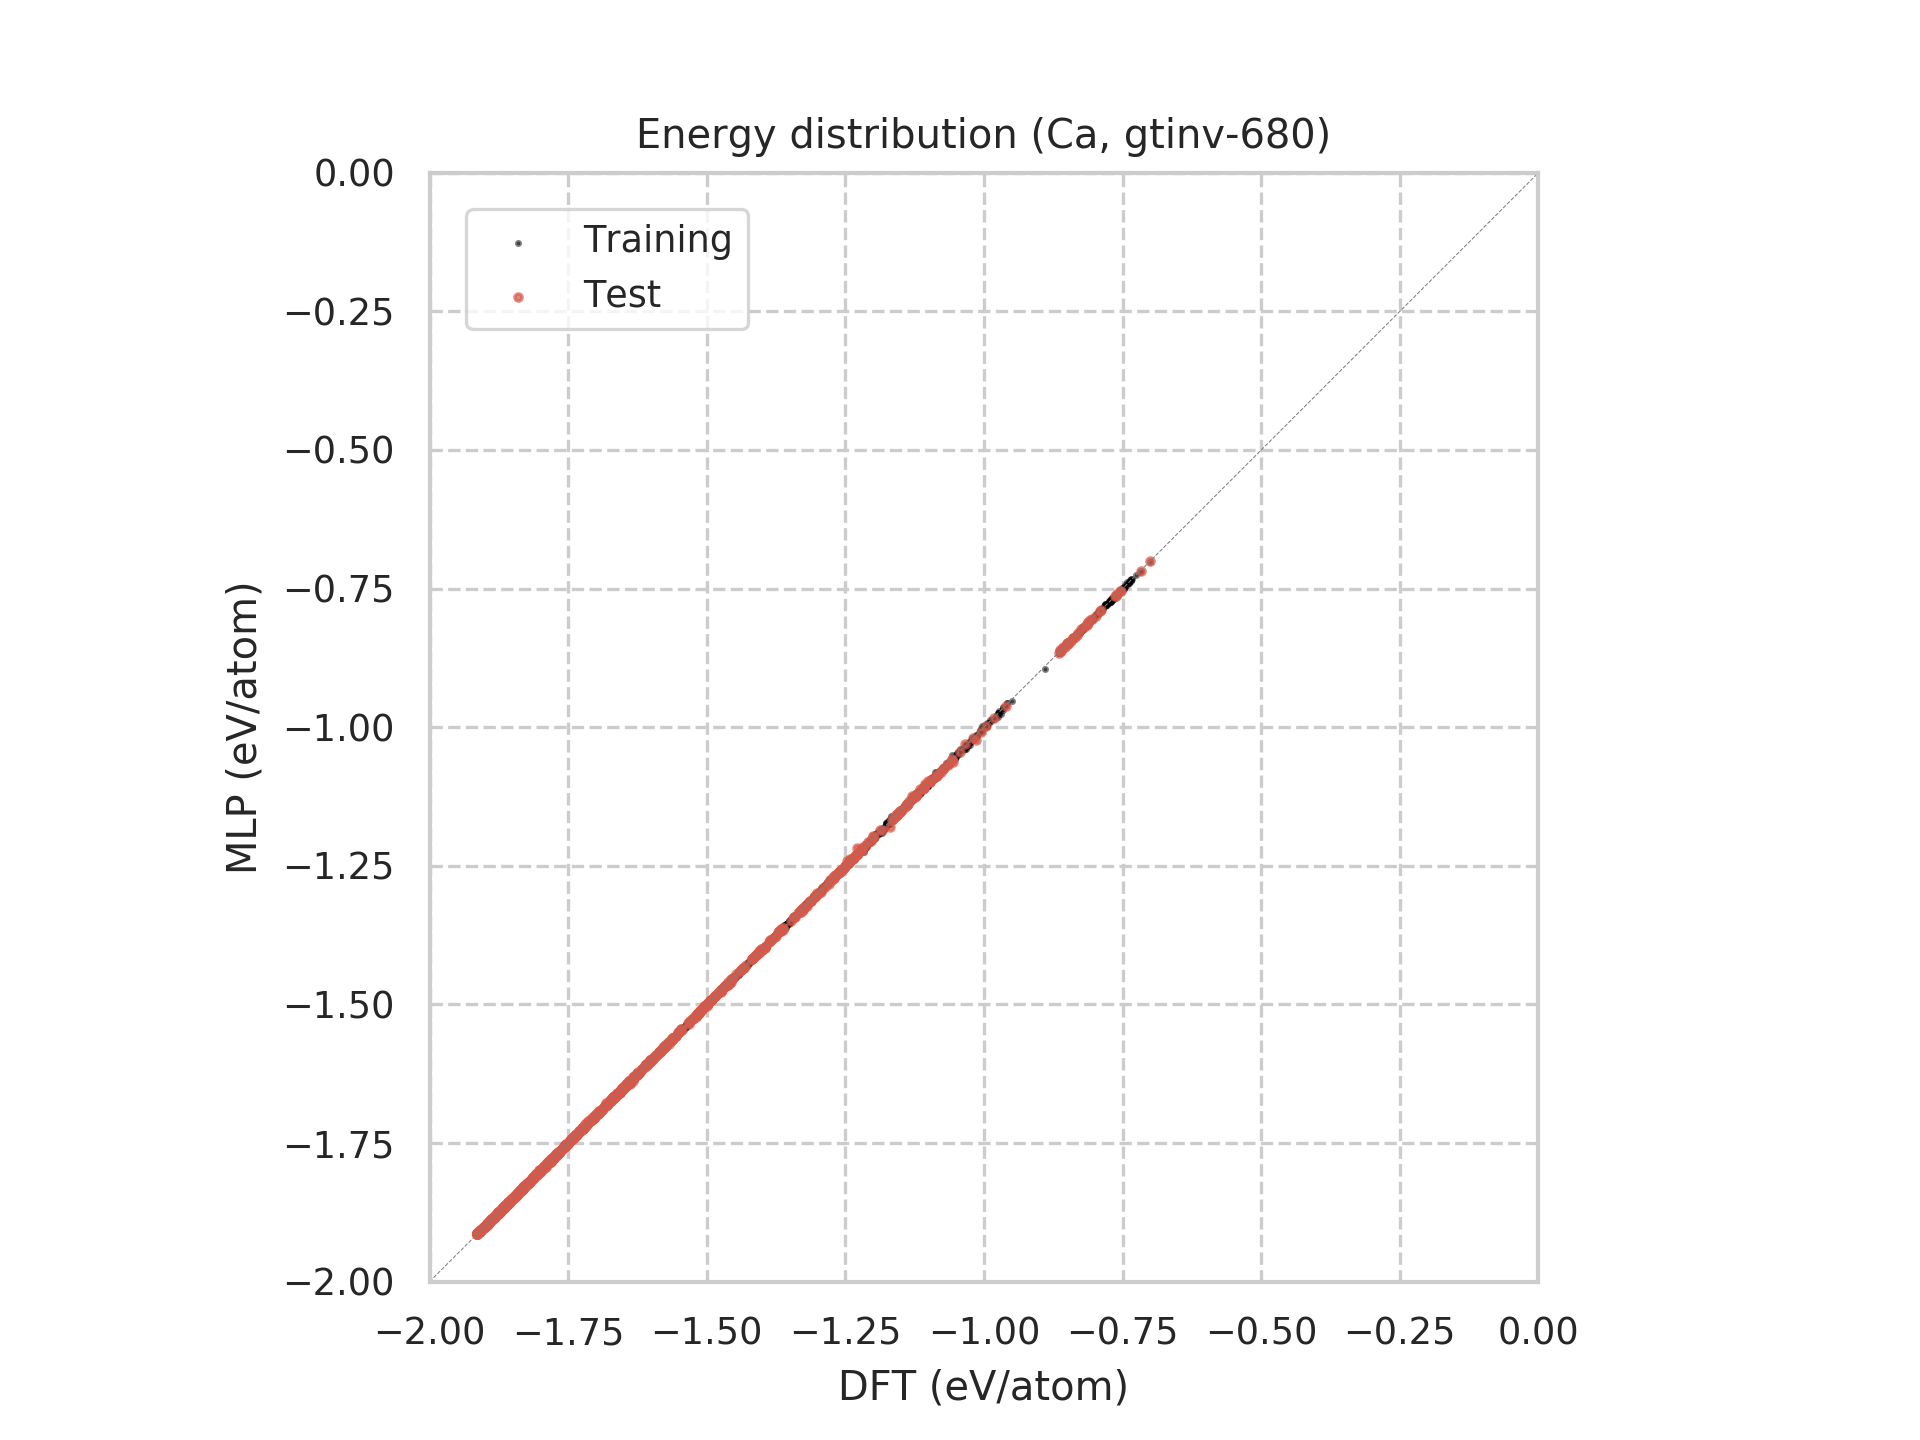 Energy distribution (Ca, gtinv-680)
0.00
−0.25
−0.50
−0.75
−1.00
−1.25
−1.50
−1.75
−2.00
MLP (eV/atom)
Training
Test
−2.00 −1.75 −1.50 −1.25 −1.00 −0.75 −0.50 −0.25 0.00
DFT (eV/atom)